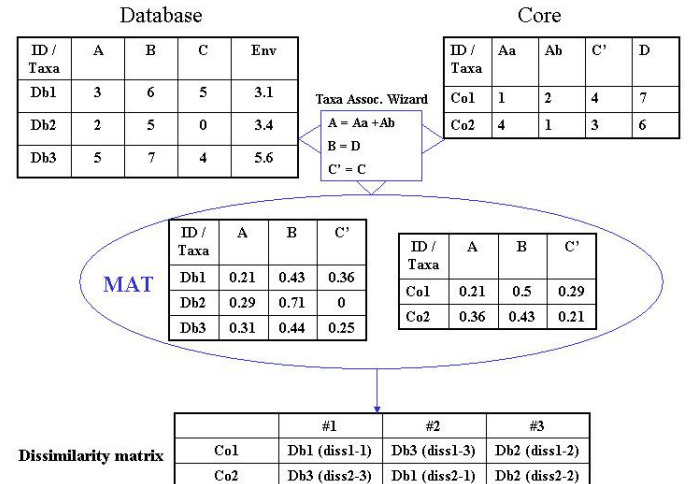 Database
Core
ID / Taxa A B C Env
Db1 3 6 5 3.1
Db2 2 5 0 3.4
Db3 5 7 4 5.6
Taxa Assoc. Wizard
A = Aa +Ab
B = D
C’ = C
ID / Taxa Aa Ab C’ D
Co1 1 2 4 7
Co2 4 1 3 6
MAT
ID / Taxa A B C’
Db1 0.21 0.43 0.36
Db2 0.29 0.71 0
Db3 0.31 0.44 0.25
ID / Taxa A B C’
Co1 0.21 0.5 0.29
Co2 0.36 0.43 0.21
Dissimilarity matrix
#1 #2 #3
Co1 Db1 (diss1-1) Db3 (diss1-3) Db2 (diss1-2)
Co2 Db3 (diss2-3) Db1 (diss2-1) Db2 (diss2-2)